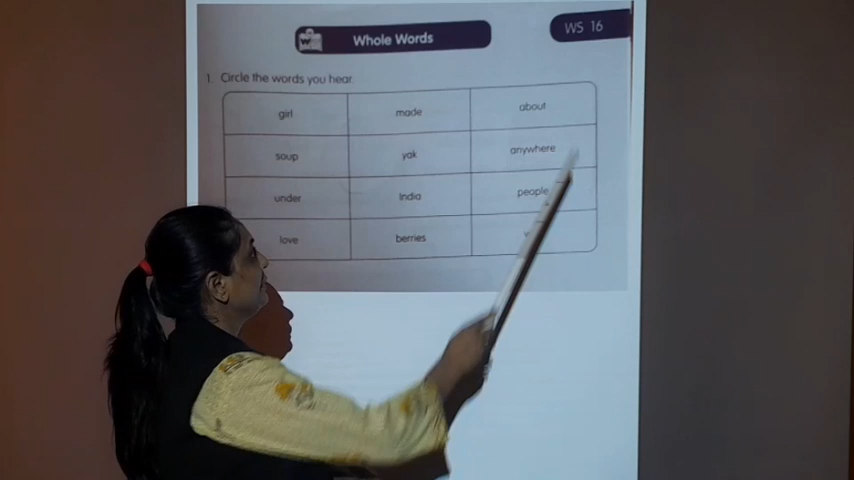 Whole Words
WS 16
1. Circle the words you hear.
girl made about
soup yak anywhere
under India people
love berries